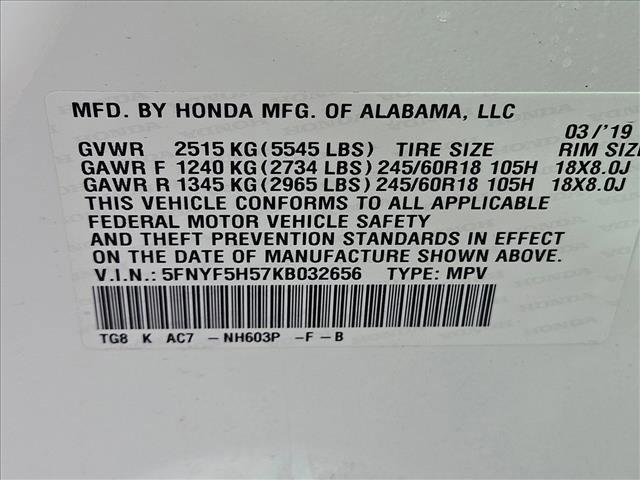 MFD. BY HONDA MFG. OF ALABAMA, LLC
03/'19
GVWR 2515 KG (5545 LBS) TIRE SIZE RIM SIZE
GAWR F 1240 KG (2734 LBS) 245/60R18 105H 18X8.0J
GAWR R 1345 KG (2965 LBS) 245/60R18 105H 18X8.0J
THIS VEHICLE CONFORMS TO ALL APPLICABLE
FEDERAL MOTOR VEHICLE SAFETY
AND THEFT PREVENTION STANDARDS IN EFFECT
ON THE DATE OF MANUFACTURE SHOWN ABOVE.
V.I.N.: 5FNYF5H57KB032656 TYPE: MPV
TG8 K AC7 - NH603P - F - B